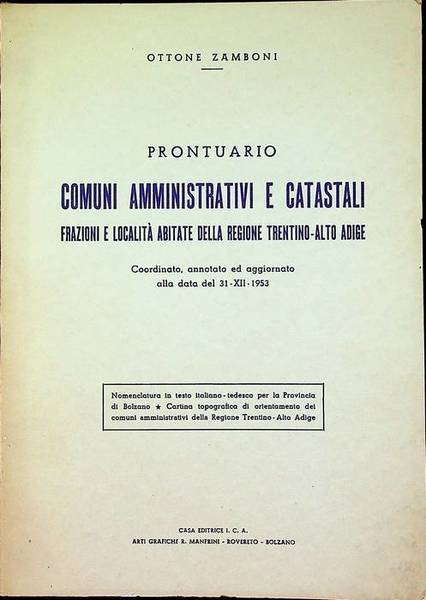 OTTONE ZAMBONI
PRONTUARIO
COMUNI AMMINISTRATIVI E CATASTALI
FRAZIONI E LOCALITÀ ABITATE DELLA REGIONE TRENTINO-ALTO ADIGE
Coordinato, annotato ed aggiornato
alla data del 31-XII-1953
Nomenclatura in testo italiano-tedesco per la Provincia
di Bolzano ★ Cartina topografica di orientamento dei
comuni amministrativi della Regione Trentino-Alto Adige
CASA EDITRICE I. C. A.
ARTI GRAFICHE R. MANFRINI - ROVERETO - BOLZANO